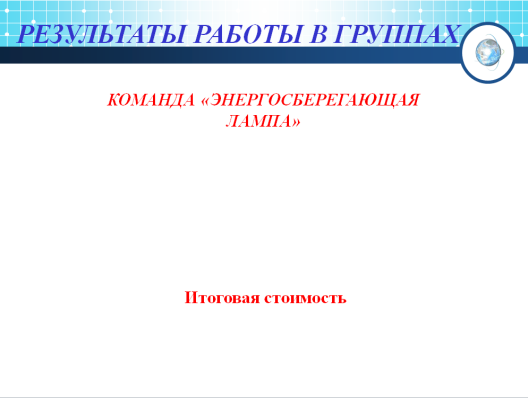 РЕЗУЛЬТАТЫ РАБОТЫ В ГРУППАХ
КОМАНДА «ЭНЕРГОСБЕРЕГАЮЩАЯ
ЛАМПА»
Итоговая стоимость